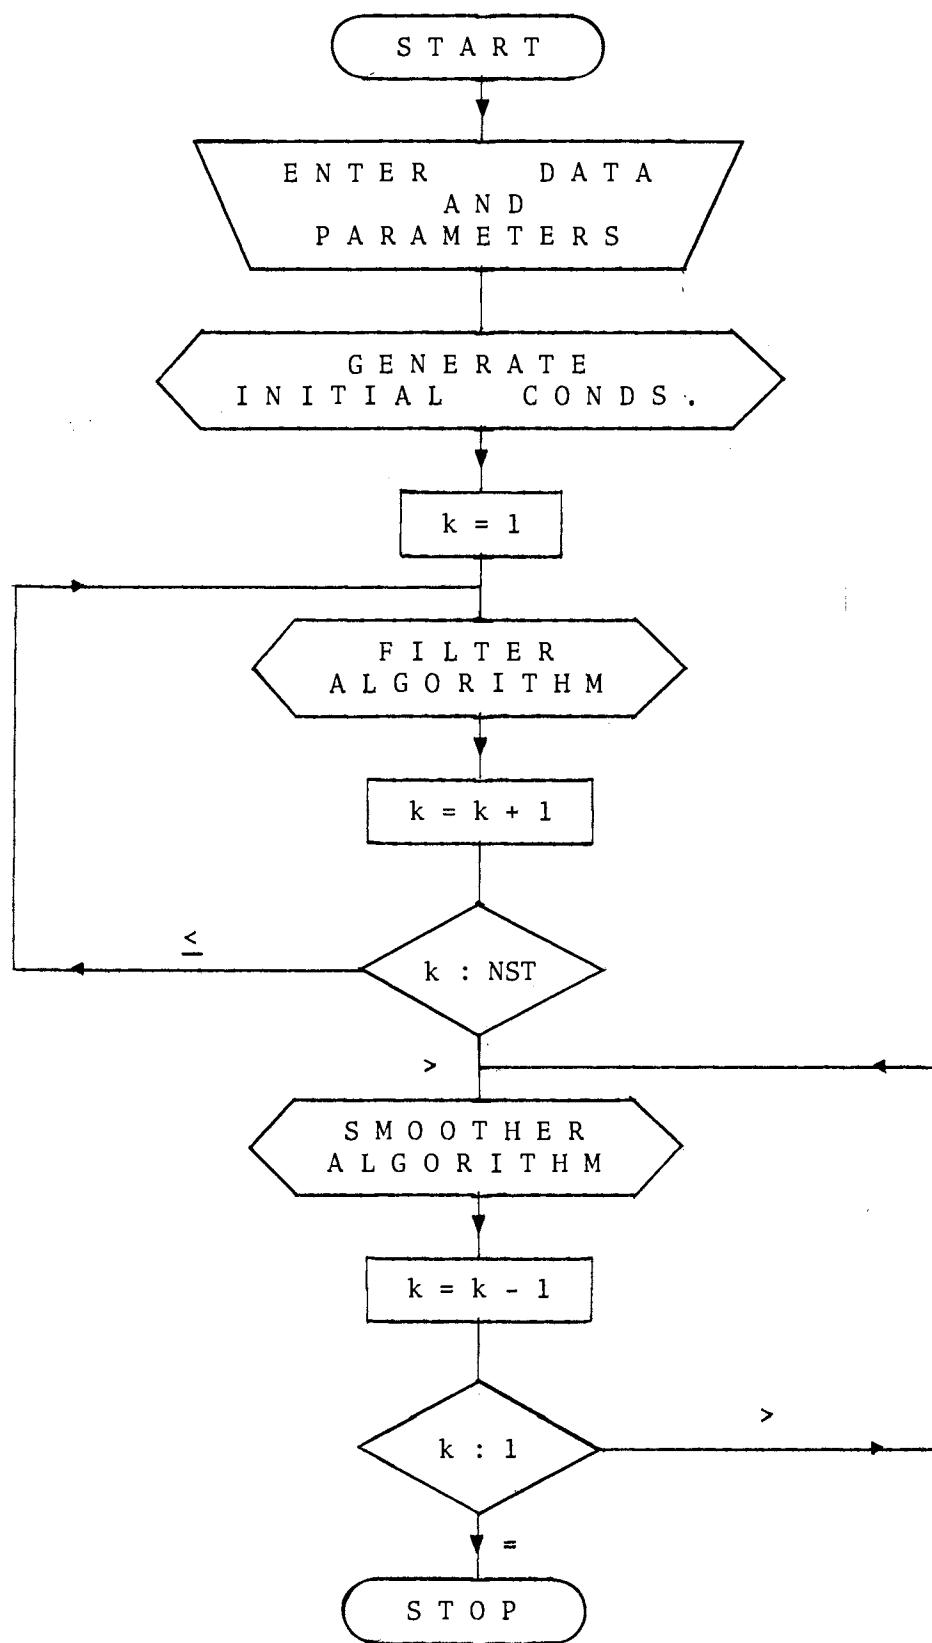 START
ENTER DATA
AND
PARAMETERS
GENERATE
INITIAL CONDS.
k = 1
FILTER
ALGORITHM
k = k + 1
≤
k : NST
>
SMOOTHER
ALGORITHM
k = k - 1
>
k : 1
=
STOP